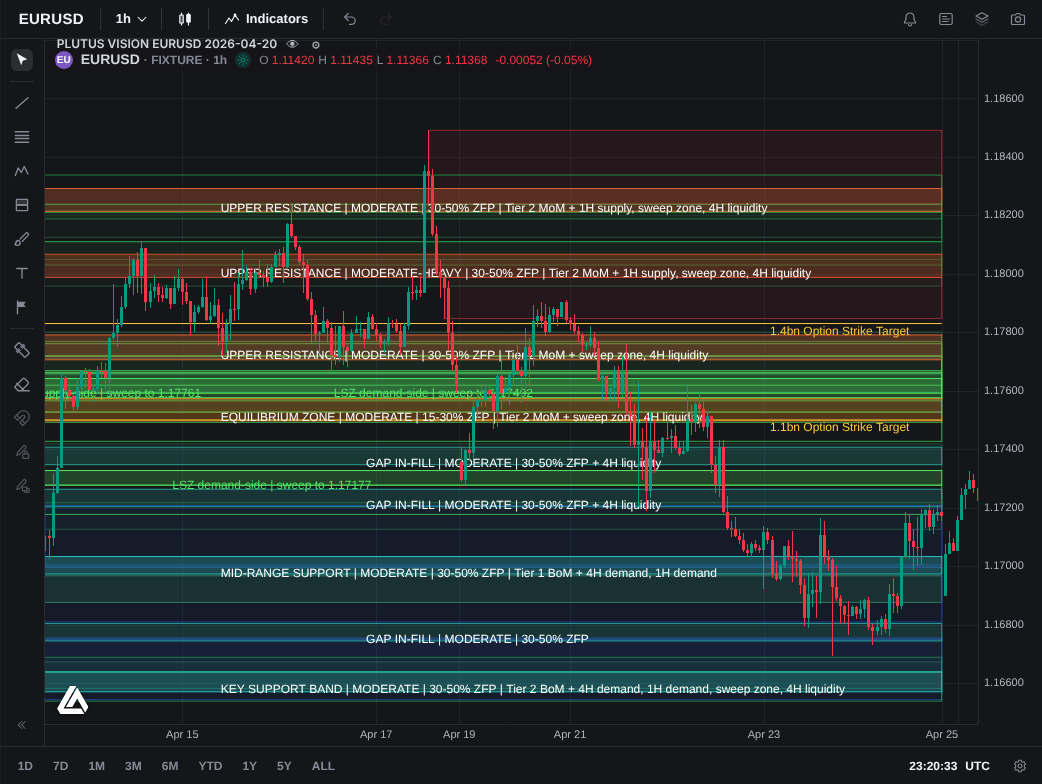 EURUSD 1h Indicators
PLUTUS VISION EURUSD 2026-04-20
EU EURUSD · FIXTURE · 1h O 1.11420 H 1.11435 L 1.11366 C 1.11368 -0.00052 (-0.05%)
1.18600
1.18400
UPPER RESISTANCE | MODERATE | 30-50% ZFP | Tier 2 MoM + 1H supply, sweep zone, 4H liquidity
1.18200
UPPER RESISTANCE | MODERATE-HEAVY | 30-50% ZFP | Tier 2 MoM + 1H supply, sweep zone, 4H liquidity
1.18000
1.4bn Option Strike Target
1.17800
UPPER RESISTANCE | MODERATE | 30-50% ZFP | Tier 2 MoM + sweep zone, 4H liquidity
1.17600
sweep to 1.17761
LSZ demand-side | sweep to
EQUILIBRIUM ZONE | MODERATE | 15-30% ZFP | Tier 2 MoM + sweep zone, 4H liquidity
1.1bn Option Strike Target
1.17400
GAP IN-FILL | MODERATE | 30-50% ZFP + 4H liquidity
LSZ demand-side | sweep to 1.17177
GAP IN-FILL | MODERATE | 30-50% ZFP + 4H liquidity
1.17200
1.17000
MID-RANGE SUPPORT | MODERATE | 30-50% ZFP | Tier 1 BoM + 4H demand, 1H demand
1.16800
GAP IN-FILL | MODERATE | 30-50% ZFP
1.16600
KEY SUPPORT BAND | MODERATE | 30-50% ZFP | Tier 2 BoM + 4H demand, 1H demand, sweep zone, 4H liquidity
Apr 15 Apr 17 Apr 19 Apr 21 Apr 23 Apr 25
1D 7D 1M 3M 6M YTD 1Y 5Y ALL 23:20:33 UTC